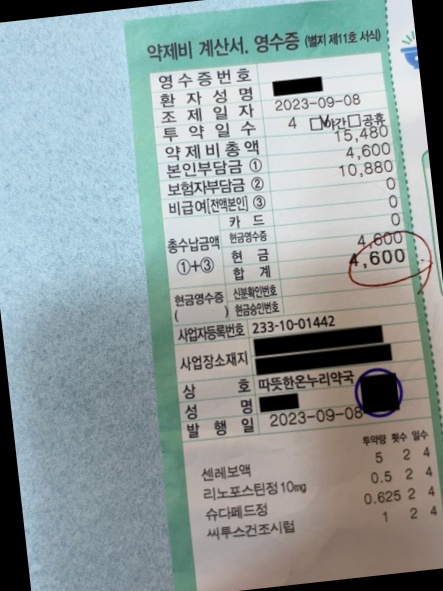 약제비 계산서. 영수증 (별지 제11호 서식)
영수증번호
환자성명
조제일자 2023-09-08
투약일수 4 □야간□공휴
약제비총액 15,480
본인부담금 ① 4,600
보험자부담금 ② 10,880
비급여[전액본인] ③ 0
총수납금액 ①+③
카드 0
현금영수증 0
현금 4,600
합계 4,600
현금영수증 ( )
신분확인번호
현금승인번호
사업자등록번호 233-10-01442
사업장소재지
상호 따뜻한온누리약국
성명
발행일 2023-09-08
투약량 횟수 일수
센레보액 5 2 4
리노포스틴정10mg 0.5 2 4
슈다페드정 0.625 2 4
씨투스건조시럽 1 2 4